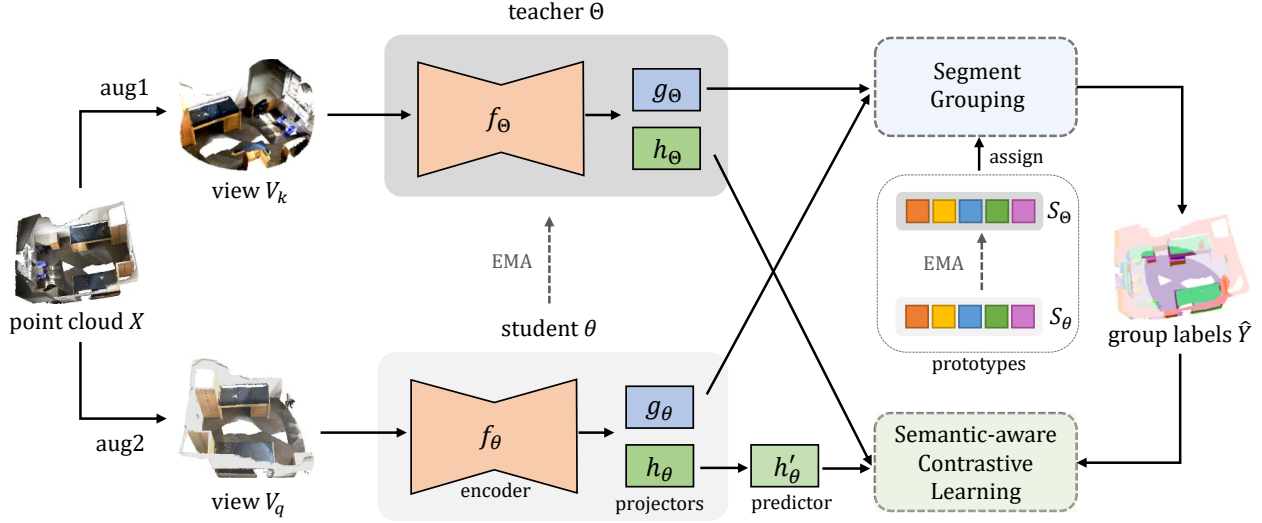 teacher Θ
aug1
view V_k
f_Θ
g_Θ
h_Θ
Segment
Grouping
assign
S_Θ
EMA
S_θ
prototypes
point cloud X
EMA
student θ
group labels Ŷ
aug2
view V_q
f_θ
encoder
g_θ
h_θ
projectors
h′_θ
predictor
Semantic-aware
Contrastive
Learning